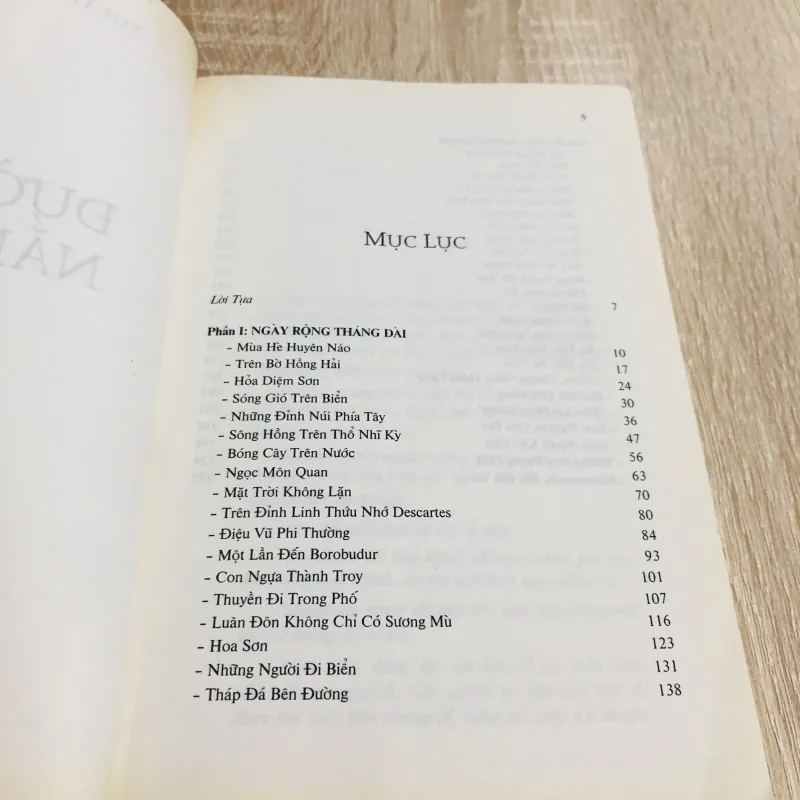 5
MỤC LỤC
Lời Tựa 7
Phần I: NGÀY RỘNG THÁNG DÀI
- Mùa Hè Huyên Náo 10
- Trên Bờ Hồng Hải 17
- Hỏa Diệm Sơn 24
- Sóng Gió Trên Biển 30
- Những Đỉnh Núi Phía Tây 36
- Sông Hồng Trên Thổ Nhĩ Kỳ 47
- Bóng Cây Trên Nước 56
- Ngọc Môn Quan 63
- Mặt Trời Không Lặn 70
- Trên Đỉnh Linh Thứu Nhớ Descartes 80
- Điệu Vũ Phi Thường 84
- Một Lần Đến Borobudur 93
- Con Ngựa Thành Troy 101
- Thuyền Đi Trong Phố 107
- Luân Đôn Không Chỉ Có Sương Mù 116
- Hoa Sơn 123
- Những Người Đi Biển 131
- Tháp Đá Bên Đường 138